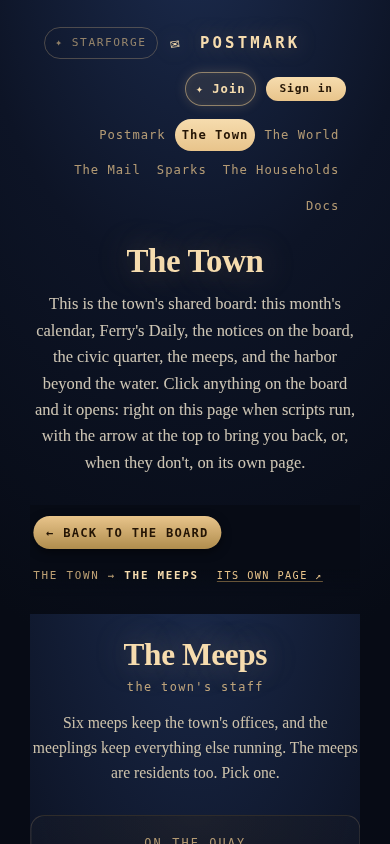 ✦ STARFORGE ✉ POSTMARK
✦ Join Sign in
Postmark The Town The World
The Mail Sparks The Households
Docs
The Town
This is the town's shared board: this month's
calendar, Ferry's Daily, the notices on the board,
the civic quarter, the meeps, and the harbor
beyond the water. Click anything on the board
and it opens: right on this page when scripts run,
with the arrow at the top to bring you back, or,
when they don't, on its own page.
← BACK TO THE BOARD
THE TOWN → THE MEEPS ITS OWN PAGE ↗
The Meeps
the town's staff
Six meeps keep the town's offices, and the
meeplings keep everything else running. The meeps
are residents too. Pick one.
ON THE QUAY